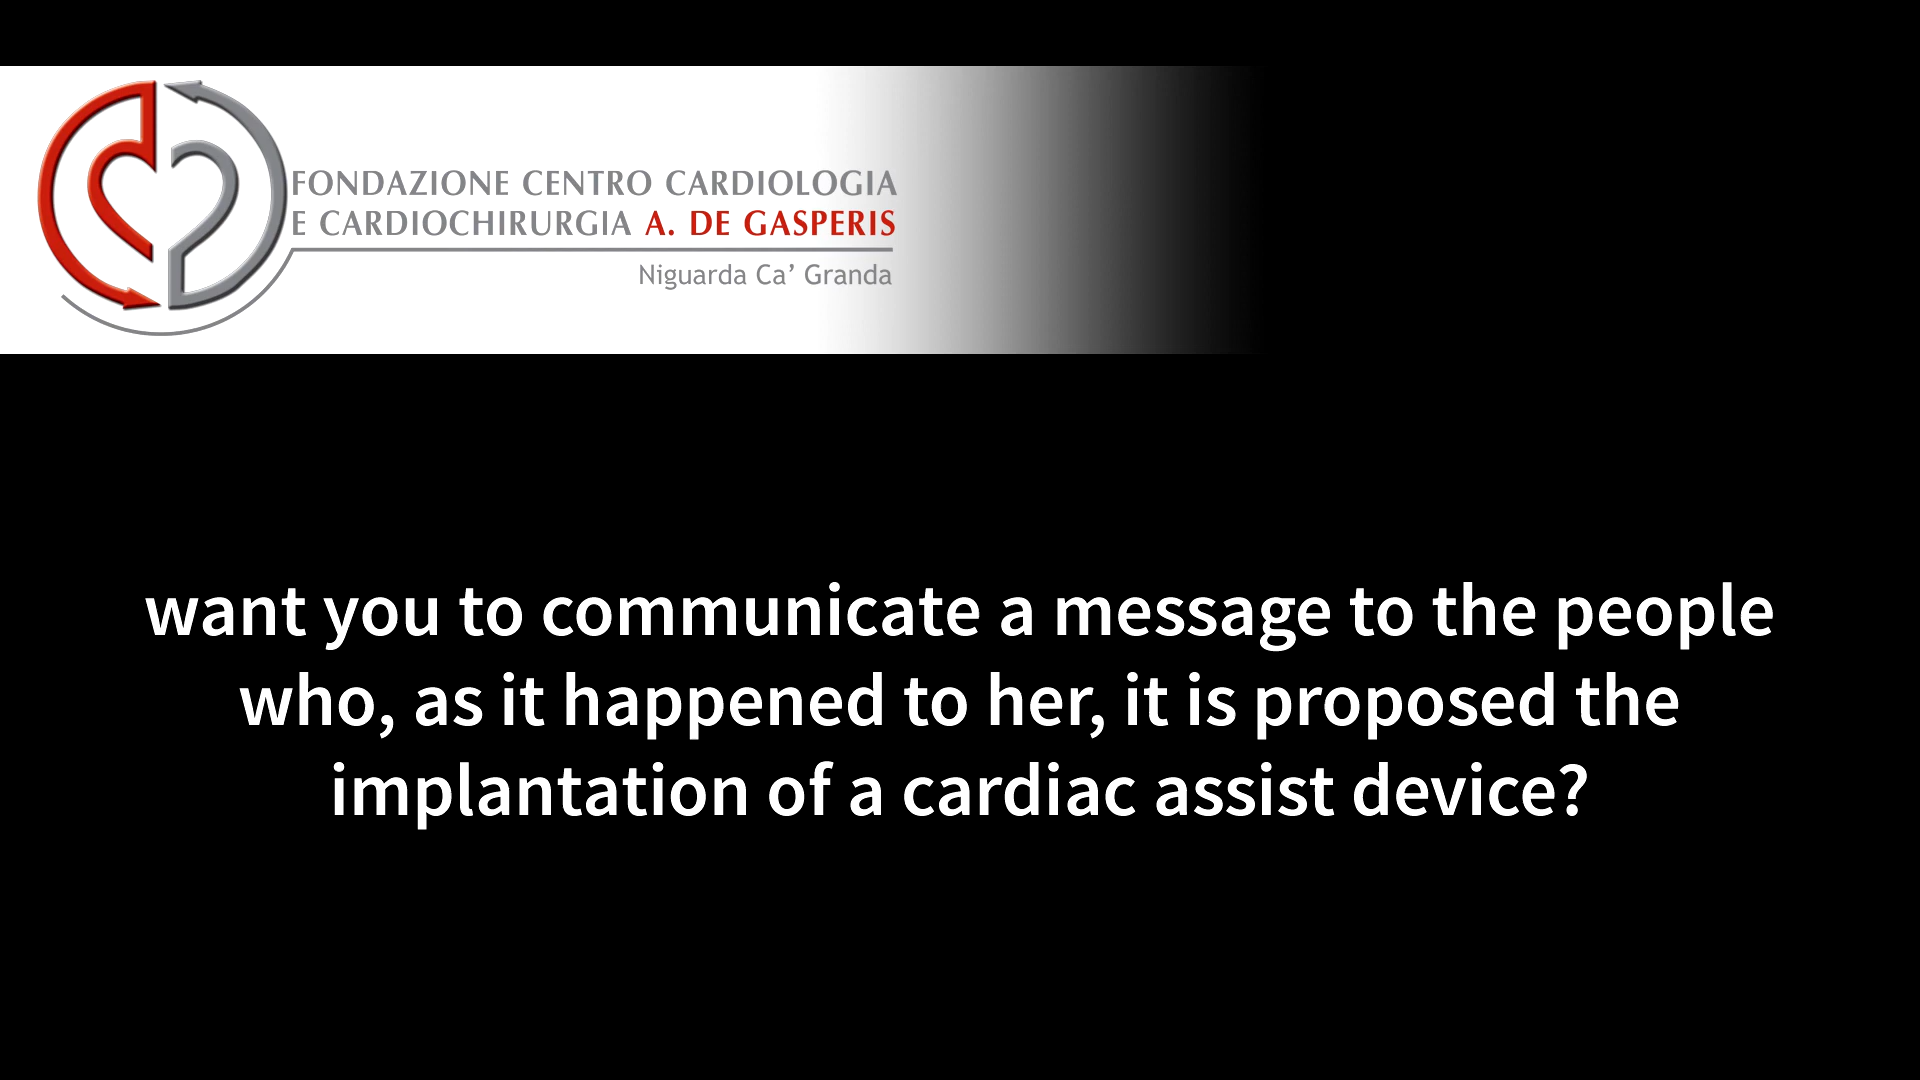 FONDAZIONE CENTRO CARDIOLOGIA
E CARDIOCHIRURGIA A. DE GASPERIS
Niguarda Ca’ Granda
want you to communicate a message to the people
who, as it happened to her, it is proposed the
implantation of a cardiac assist device?